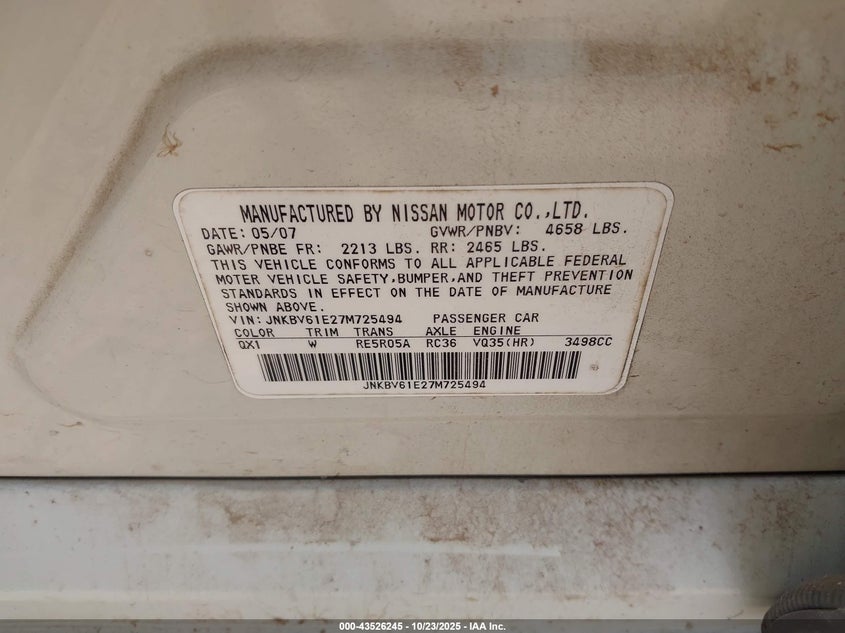 MANUFACTURED BY NISSAN MOTOR CO.,LTD.
DATE: 05/07 GVWR/PNBV: 4658 LBS.
GAWR/PNBE FR: 2213 LBS. RR: 2465 LBS.
THIS VEHICLE CONFORMS TO ALL APPLICABLE FEDERAL
MOTER VEHICLE SAFETY,BUMPER,AND THEFT PREVENTION
STANDARDS IN EFFECT ON THE DATE OF MANUFACTURE
SHOWN ABOVE.
VIN: JNKBV61E27M725494 PASSENGER CAR
COLOR TRIM TRANS AXLE ENGINE
QX1 W RE5R05A RC36 VQ35(HR) 3498CC
JNKBV61E27M725494
000-43526245 - 10/23/2025 - IAA Inc.